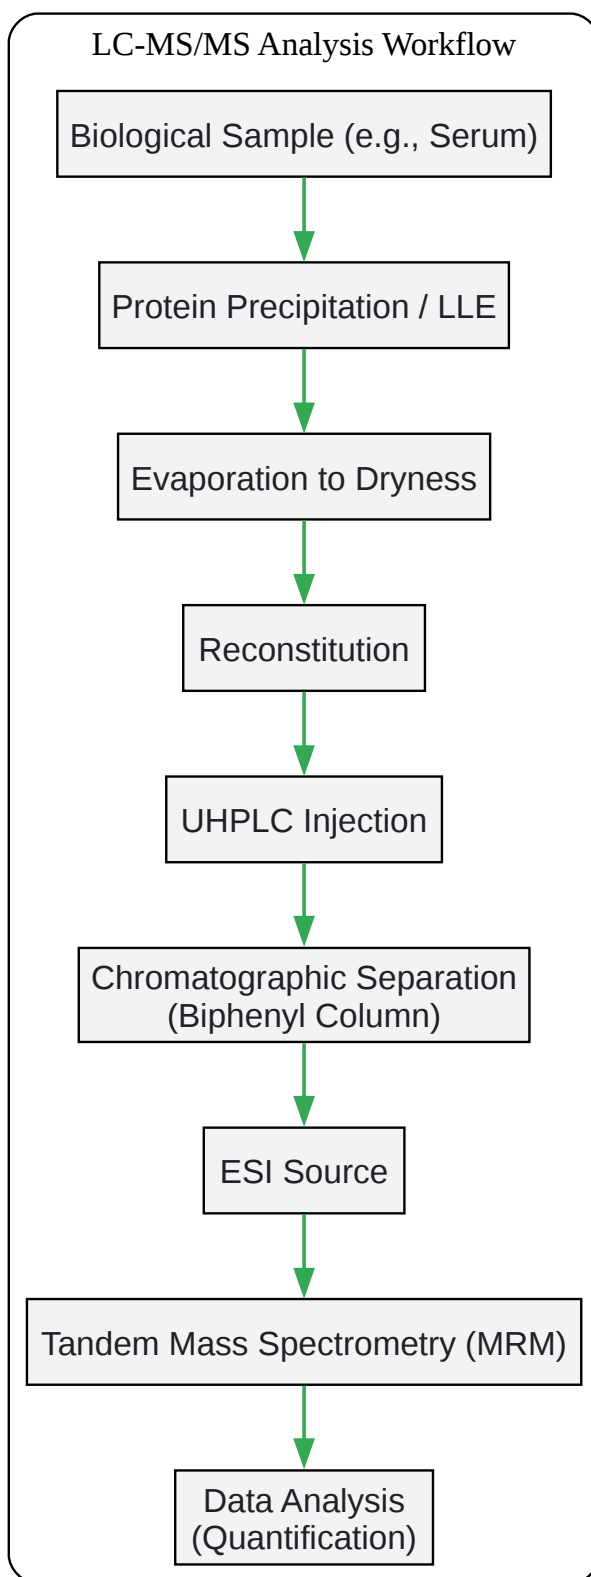 LC-MS/MS Analysis Workflow
Biological Sample (e.g., Serum)
Protein Precipitation / LLE
Evaporation to Dryness
Reconstitution
UHPLC Injection
Chromatographic Separation
(Biphenyl Column)
ESI Source
Tandem Mass Spectrometry (MRM)
Data Analysis
(Quantification)